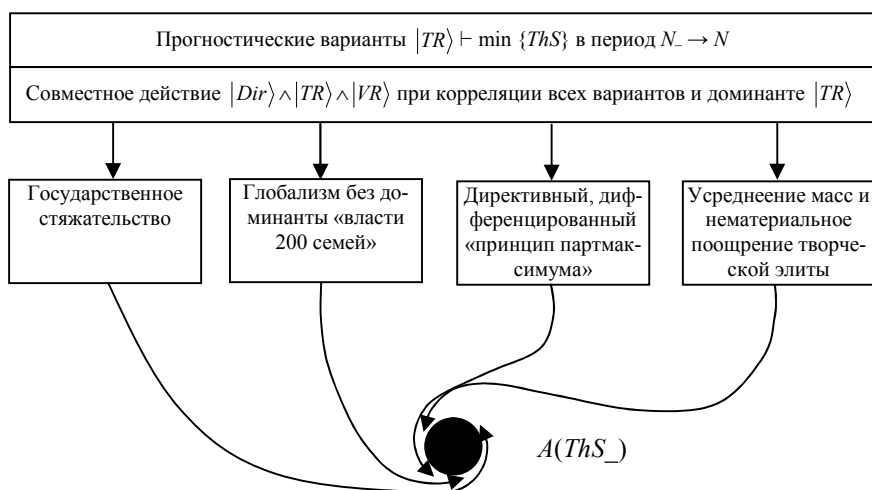 Прогностические варианты |TR⟩ ⊢ min {ThS} в период N_ → N
Совместное действие |Dir⟩∧|TR⟩∧|VR⟩ при корреляции всех вариантов и доминанте |TR⟩
Государственное
стяжательство
Глобализм без до-
минанты «власти
200 семей»
Директивный, диф-
ференцированный
«принцип партмак-
симума»
Усреднеение масс и
нематериальное
поощрение творче-
ской элиты
A(ThS_)